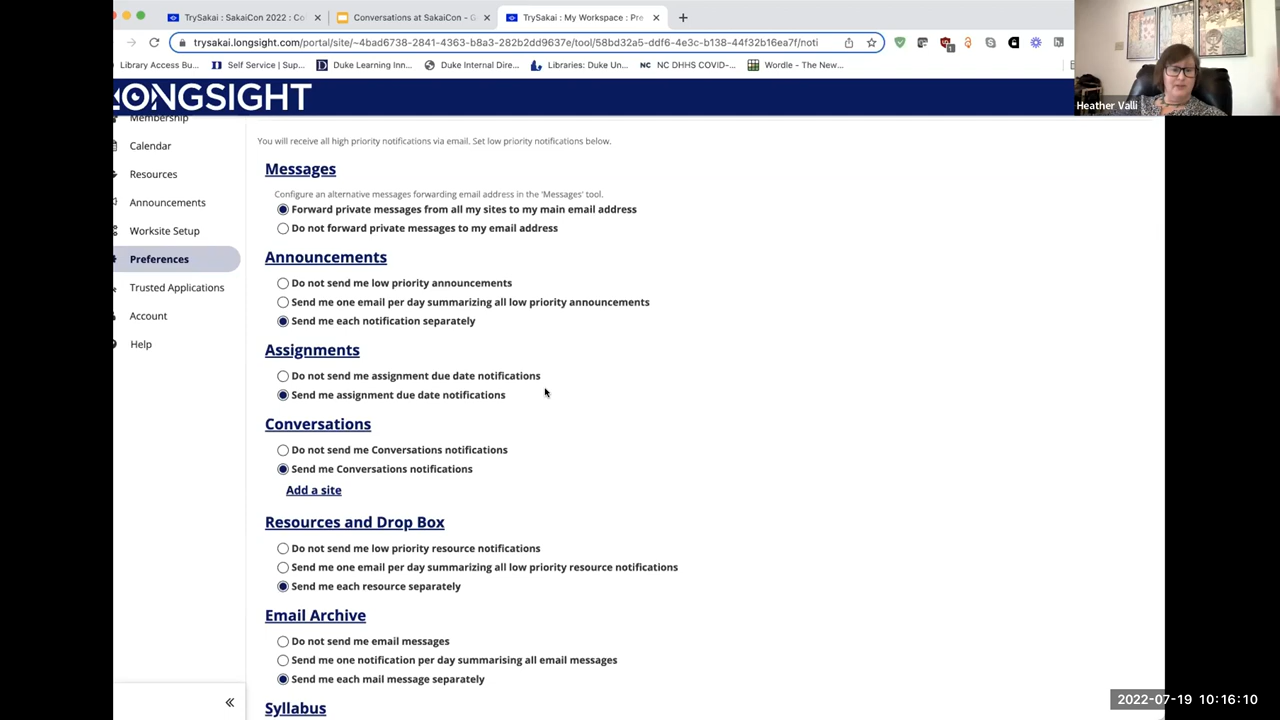 TrySakai : SakaiCon 2022 : Co
Conversations at SakaiCon - G
TrySakai : My Workspace : Pre
trysakai.longsight.com/portal/site/~4bad6738-2841-4363-b8a3-282b2dd9637e/tool/58bd32a5-ddf6-4e3c-b138-44f32b16ea7f/noti
Library Access Bu... Self Service | Sup... Duke Learning Inn... Duke Internal Dire... Libraries: Duke Un... NC DHHS COVID-... Wordle - The New...
Heather Valli
LONGSIGHT
Membership
Calendar
Resources
Announcements
Worksite Setup
Preferences
Trusted Applications
Account
Help
You will receive all high priority notifications via email. Set low priority notifications below.
Messages
Configure an alternative messages forwarding email address in the 'Messages' tool.
Forward private messages from all my sites to my main email address
Do not forward private messages to my email address
Announcements
Do not send me low priority announcements
Send me one email per day summarizing all low priority announcements
Send me each notification separately
Assignments
Do not send me assignment due date notifications
Send me assignment due date notifications
Conversations
Do not send me Conversations notifications
Send me Conversations notifications
Add a site
Resources and Drop Box
Do not send me low priority resource notifications
Send me one email per day summarizing all low priority resource notifications
Send me each resource separately
Email Archive
Do not send me email messages
Send me one notification per day summarising all email messages
Send me each mail message separately
Syllabus
2022-07-19 10:16:10